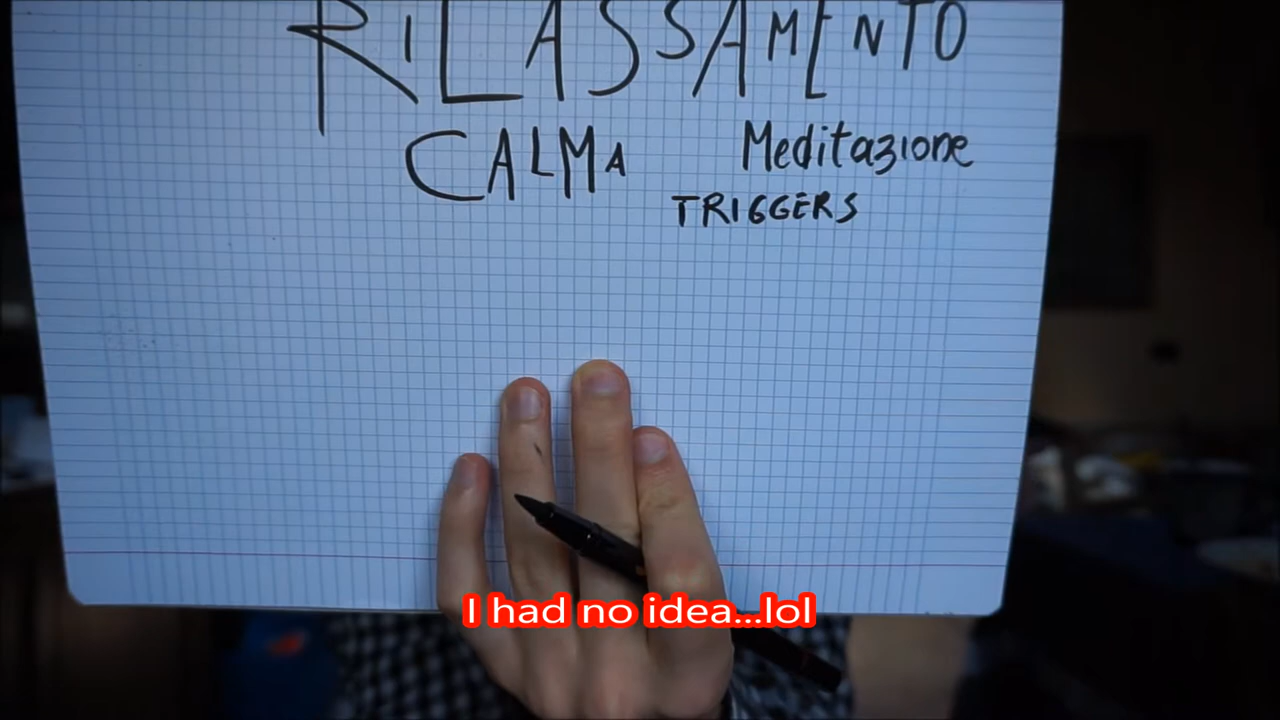 RILASSAMENTO
CALMA
Meditazione
TRIGGERS
I had no idea...lol